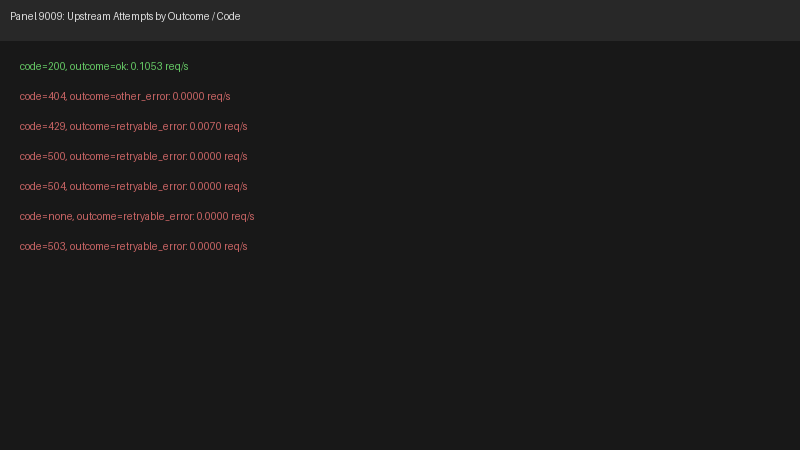 Panel 9009: Upstream Attempts by Outcome / Code
code=200, outcome=ok: 0.1053 req/s
code=404, outcome=other_error: 0.0000 req/s
code=429, outcome=retryable_error: 0.0070 req/s
code=500, outcome=retryable_error: 0.0000 req/s
code=504, outcome=retryable_error: 0.0000 req/s
code=none, outcome=retryable_error: 0.0000 req/s
code=503, outcome=retryable_error: 0.0000 req/s